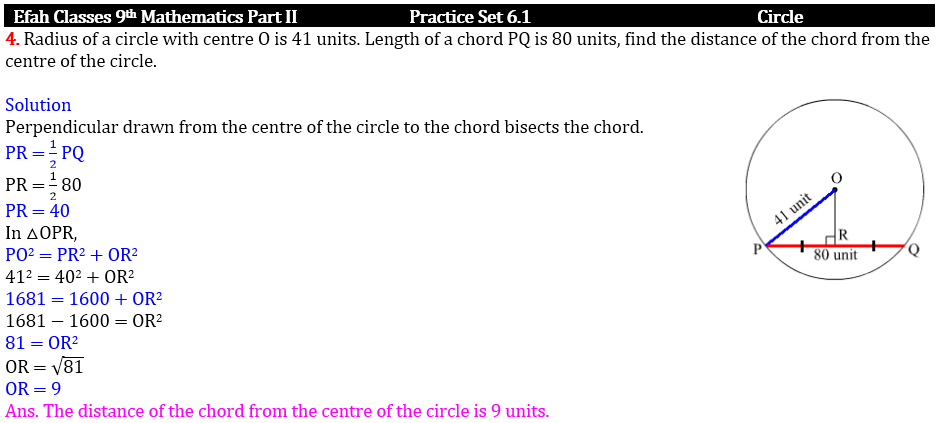 Efah Classes 9th Mathematics Part II Practice Set 6.1 Circle
4. Radius of a circle with centre O is 41 units. Length of a chord PQ is 80 units, find the distance of the chord from the
centre of the circle.
Solution
Perpendicular drawn from the centre of the circle to the chord bisects the chord.
PR = 1/2 PQ
PR = 1/2 80
PR = 40
In △OPR,
PO² = PR² + OR²
41² = 40² + OR²
1681 = 1600 + OR²
1681 – 1600 = OR²
81 = OR²
OR = √81
OR = 9
Ans. The distance of the chord from the centre of the circle is 9 units.
O
41 unit
R
P
80 unit
Q